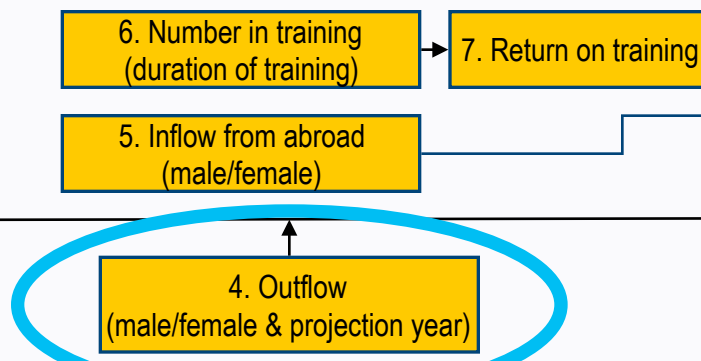 6. Number in training
(duration of training)
7. Return on training
5. Inflow from abroad
(male/female)
4. Outflow
(male/female & projection year)